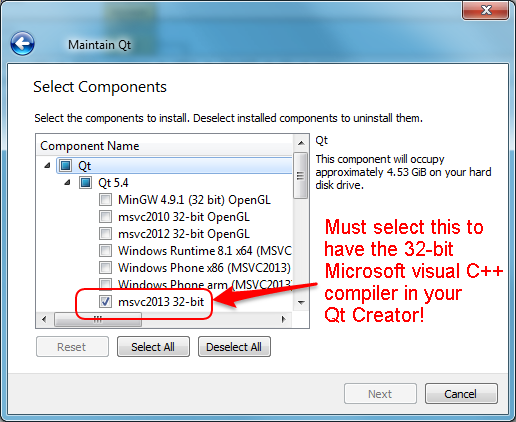 Maintain Qt
Select Components
Select the components to install. Deselect installed components to uninstall them.
Component Name
Qt
Qt 5.4
MinGW 4.9.1 (32 bit) OpenGL
msvc2010 32-bit OpenGL
msvc2012 32-bit OpenGL
Windows Runtime 8.1 x64 (MSVC
Windows Phone x86 (MSVC2013)
Windows Phone arm (MSVC2013)
msvc2013 32-bit
Qt
This component will occupy
approximately 4.53 GiB on your hard
disk drive.
Must select this to
have the 32-bit
Microsoft visual C++
compiler in your
Qt Creator!
Reset
Select All
Deselect All
Next
Cancel